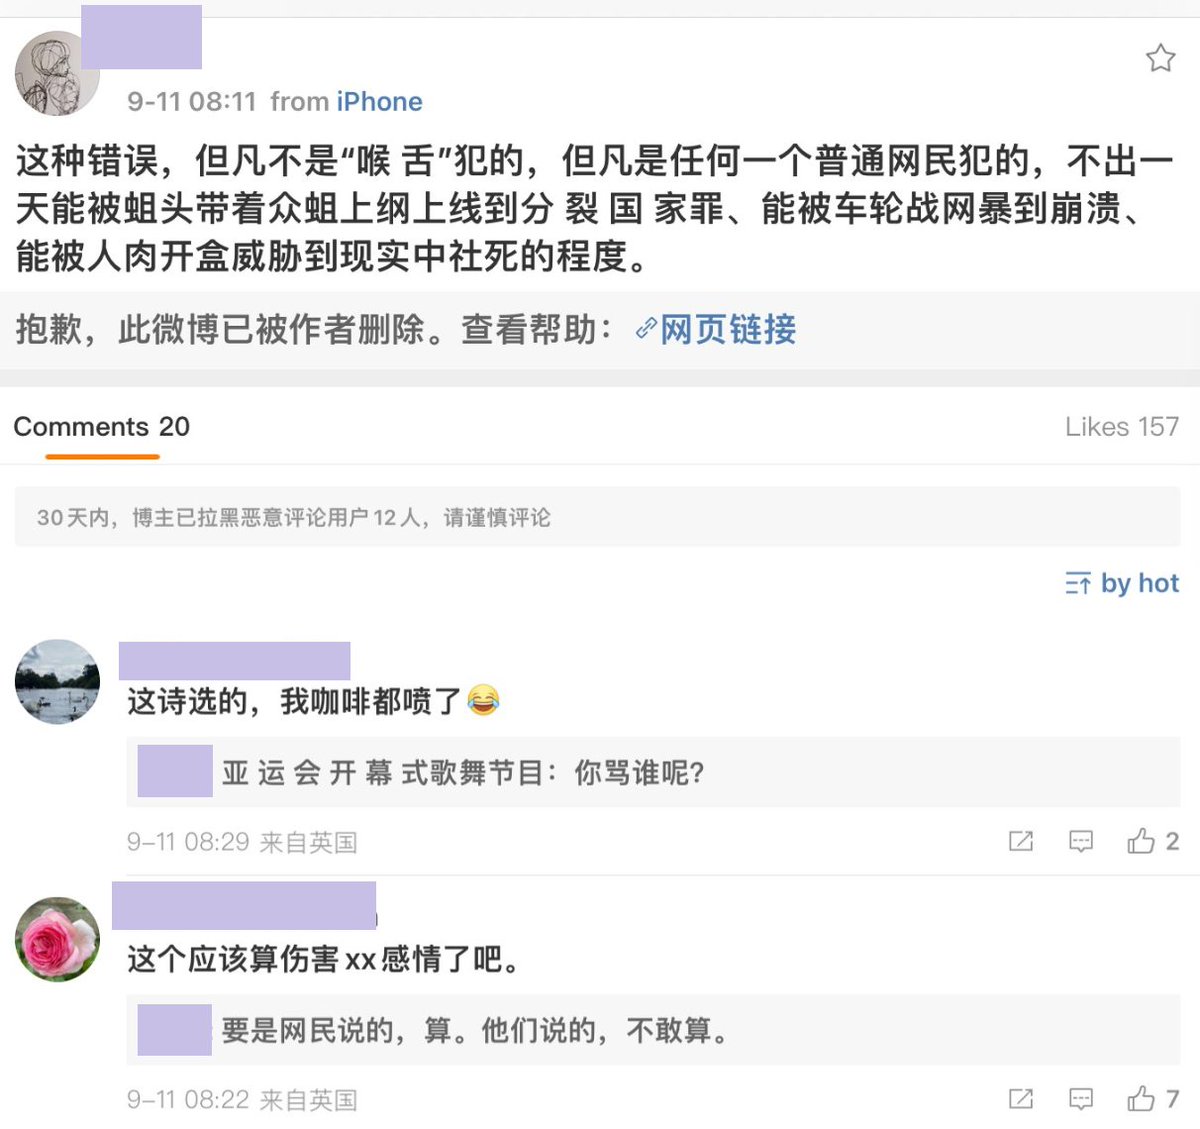 9-11 08:11 from iPhone
这种错误，但凡不是“喉 舌”犯的，但凡是任何一个普通网民犯的，不出一
天能被蛆头带着众蛆上纲上线到分 裂 国 家罪、能被车轮战网暴到崩溃、
能被人肉开盒威胁到现实中社死的程度。
抱歉，此微博已被作者删除。查看帮助：网页链接
Comments 20
Likes 157
30天内，博主已拉黑恶意评论用户12人，请谨慎评论
by hot
这诗选的，我咖啡都喷了😂
亚 运 会 开 幕 式歌舞节目：你骂谁呢？
9–11 08:29 来自英国
2
这个应该算伤害xx感情了吧。
要是网民说的，算。他们说的，不敢算。
9–11 08:22 来自英国
7